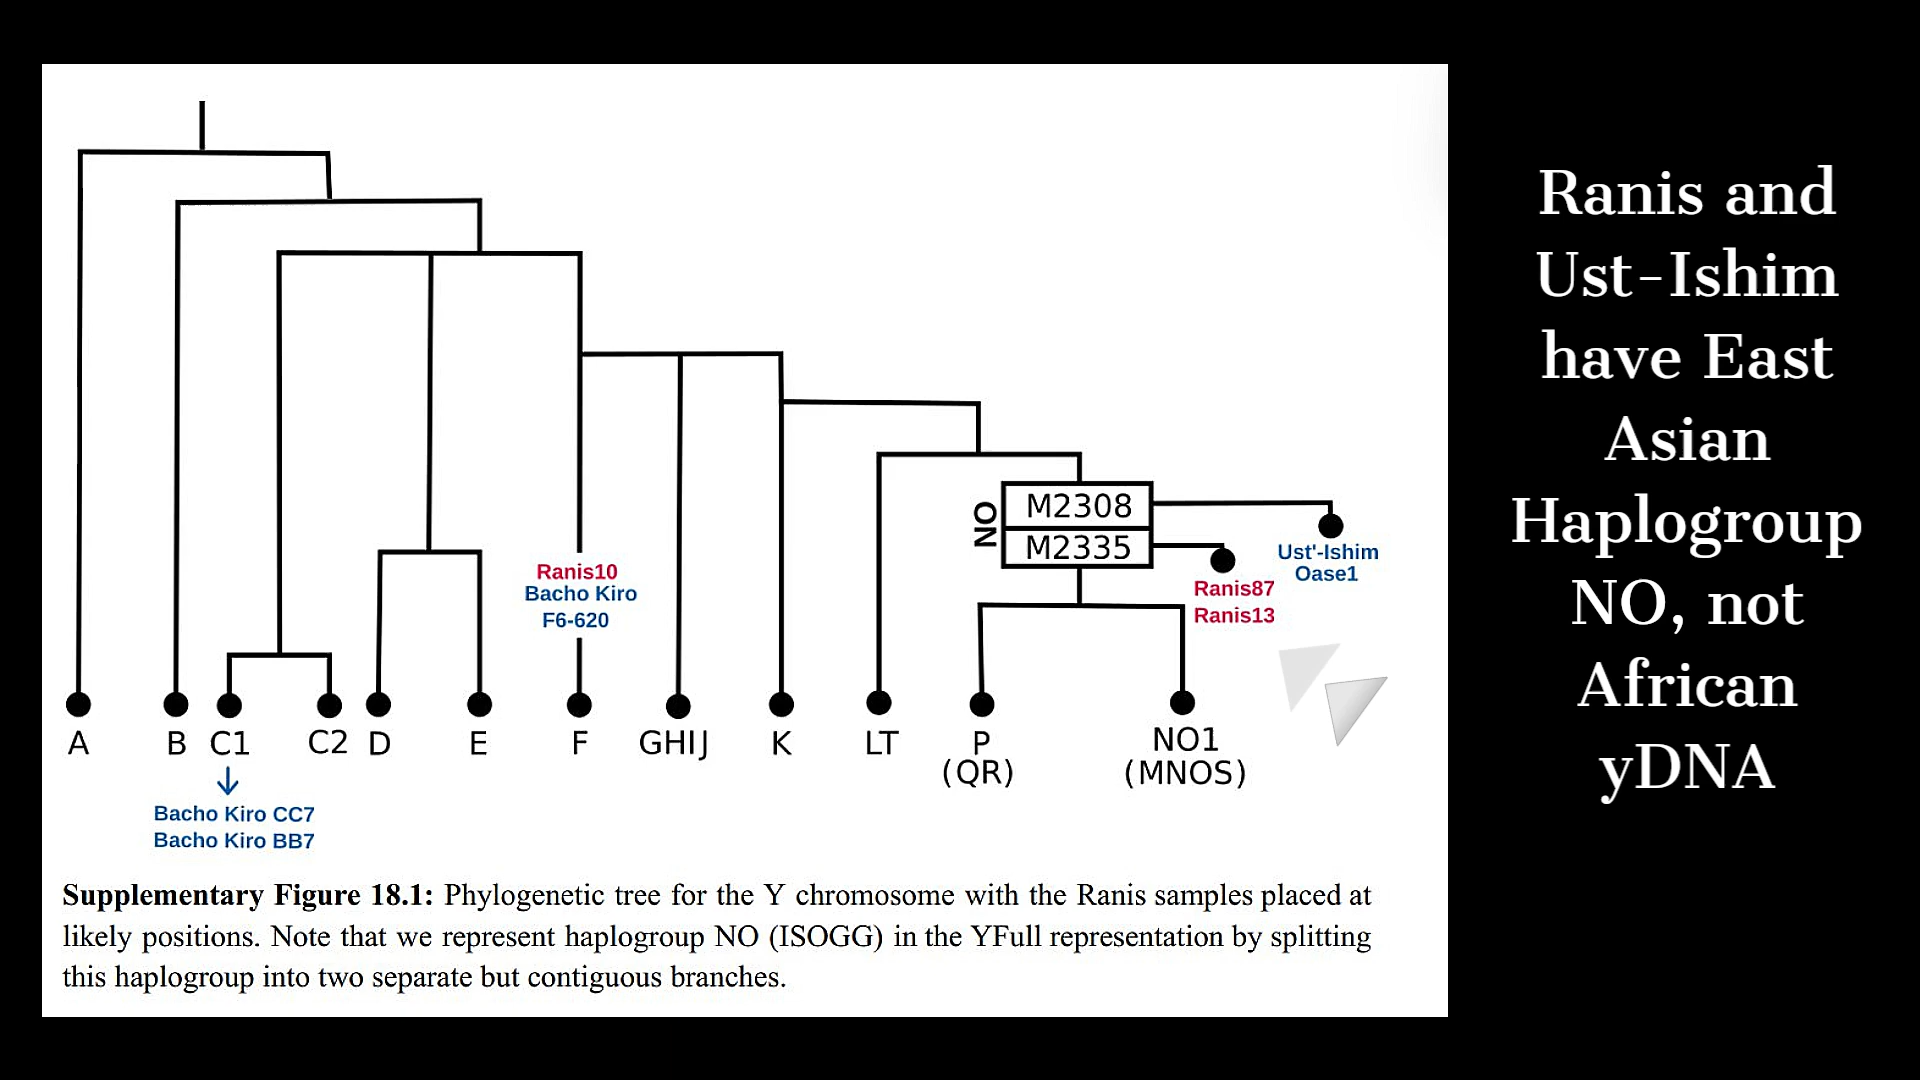 M2308
NO
M2335
Ust'-Ishim
Oase1
Ranis10
Bacho Kiro
F6-620
Ranis87
Ranis13
A
B
C1
C2
D
E
F
GHIJ
K
LT
P
(QR)
NO1
(MNOS)
Bacho Kiro CC7
Bacho Kiro BB7
Supplementary Figure 18.1: Phylogenetic tree for the Y chromosome with the Ranis samples placed at
likely positions. Note that we represent haplogroup NO (ISOGG) in the YFull representation by splitting
this haplogroup into two separate but contiguous branches.
Ranis and
Ust-Ishim
have East
Asian
Haplogroup
NO, not
African
yDNA